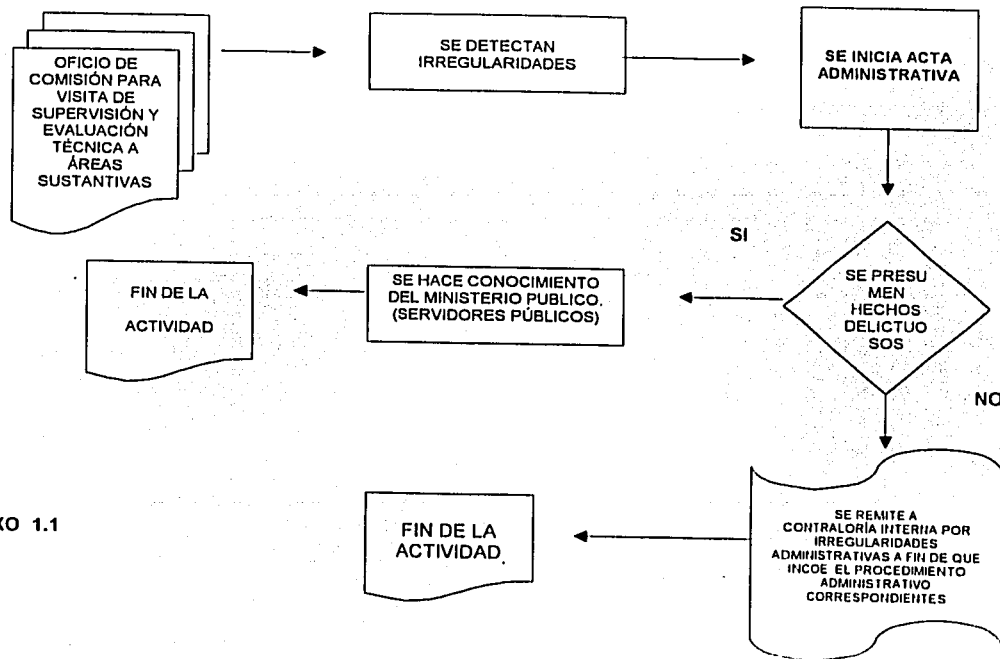 OFICIO DE
COMISIÓN PARA
VISITA DE
SUPERVISIÓN Y
EVALUACIÓN
TÉCNICA A
ÁREAS
SUSTANTIVAS
SE DETECTAN
IRREGULARIDADES
SE INICIA ACTA
ADMINISTRATIVA
SE PRESU
MEN
HECHOS
DELICTUO
SOS
SI
SE HACE CONOCIMIENTO
DEL MINISTERIO PUBLICO.
(SERVIDORES PÚBLICOS)
FIN DE LA
ACTIVIDAD
NO
SE REMITE A
CONTRALORÍA INTERNA POR
IRREGULARIDADES
ADMINISTRATIVAS A FIN DE QUE
INCOE EL PROCEDIMIENTO
ADMINISTRATIVO
CORRESPONDIENTES
FIN DE LA
ACTIVIDAD
XO 1.1